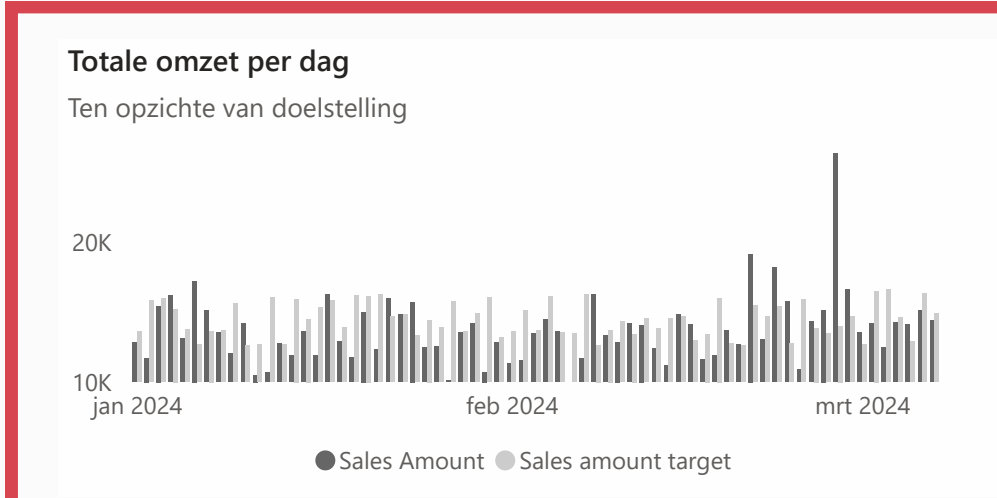 Totale omzet per dag
Ten opzichte van doelstelling
20K
10K
jan 2024 feb 2024 mrt 2024
Sales Amount Sales amount target